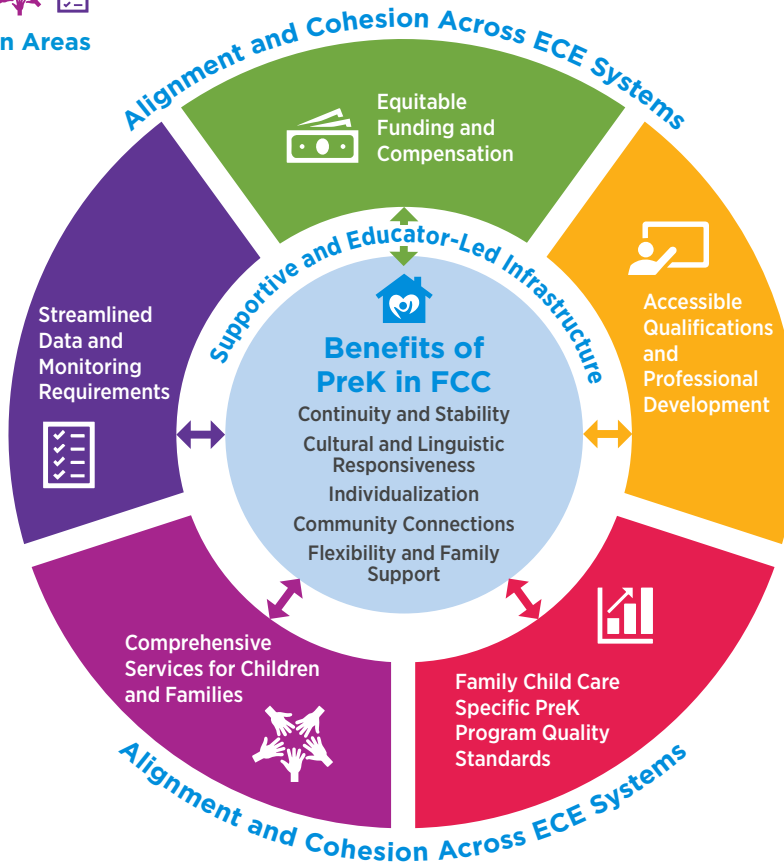 n Areas
Alignment and Cohesion Across ECE Systems
Equitable
Funding and
Compensation
Accessible
Qualifications
and
Professional
Development
Streamlined
Data and
Monitoring
Requirements
Supportive and Educator-Led Infrastructure
Benefits of
PreK in FCC
Continuity and Stability
Cultural and Linguistic
Responsiveness
Individualization
Community Connections
Flexibility and Family
Support
Comprehensive
Services for Children
and Families
Family Child Care
Specific PreK
Program Quality
Standards
Alignment and Cohesion Across ECE Systems